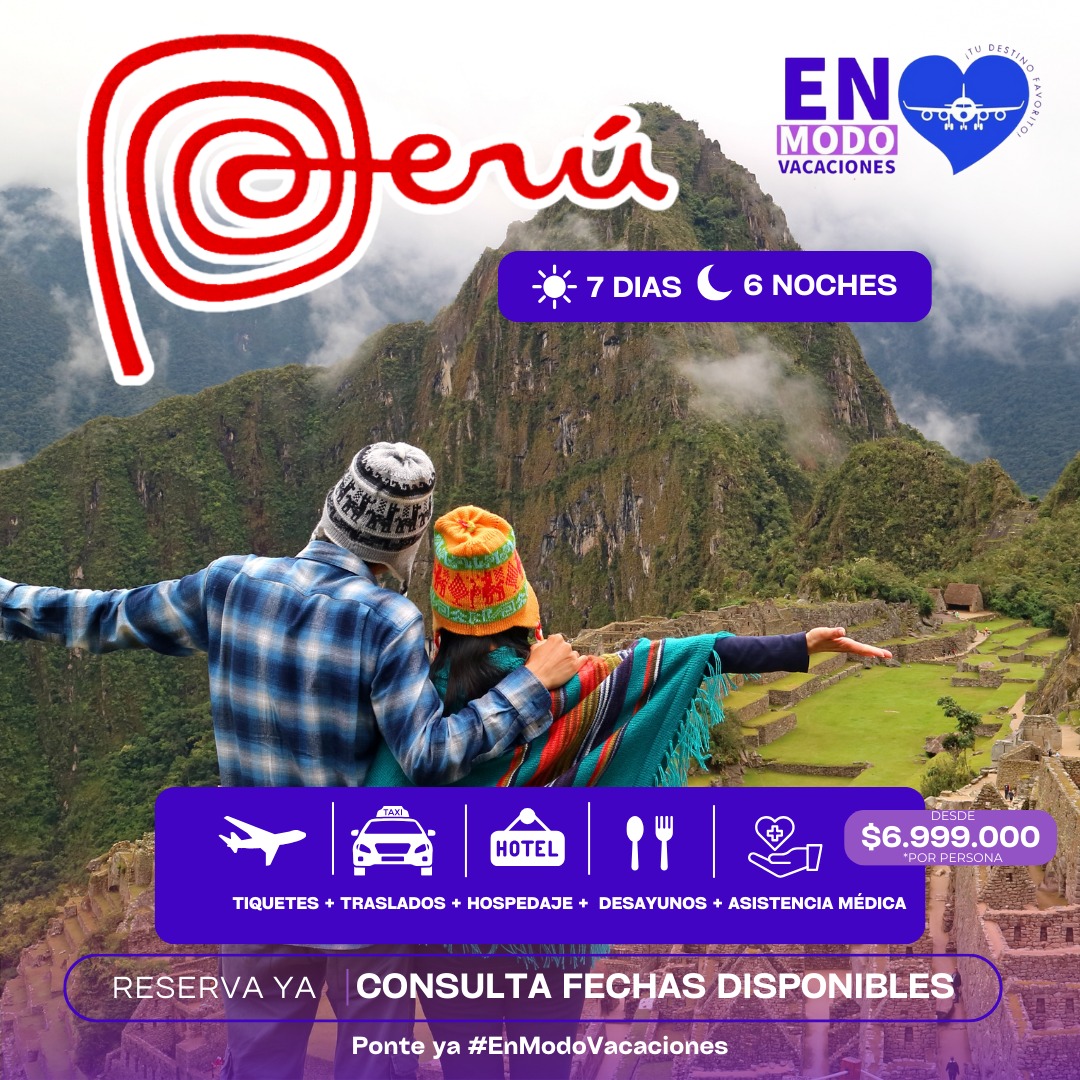 Perú
EN
MODO
VACACIONES
¡TU DESTINO FAVORITO!
7 DIAS 6 NOCHES
TAXI
HOTEL
DESDE
$6.999.000
*POR PERSONA
TIQUETES + TRASLADOS + HOSPEDAJE + DESAYUNOS + ASISTENCIA MÉDICA
RESERVA YA | CONSULTA FECHAS DISPONIBLES
Ponte ya #EnModoVacaciones